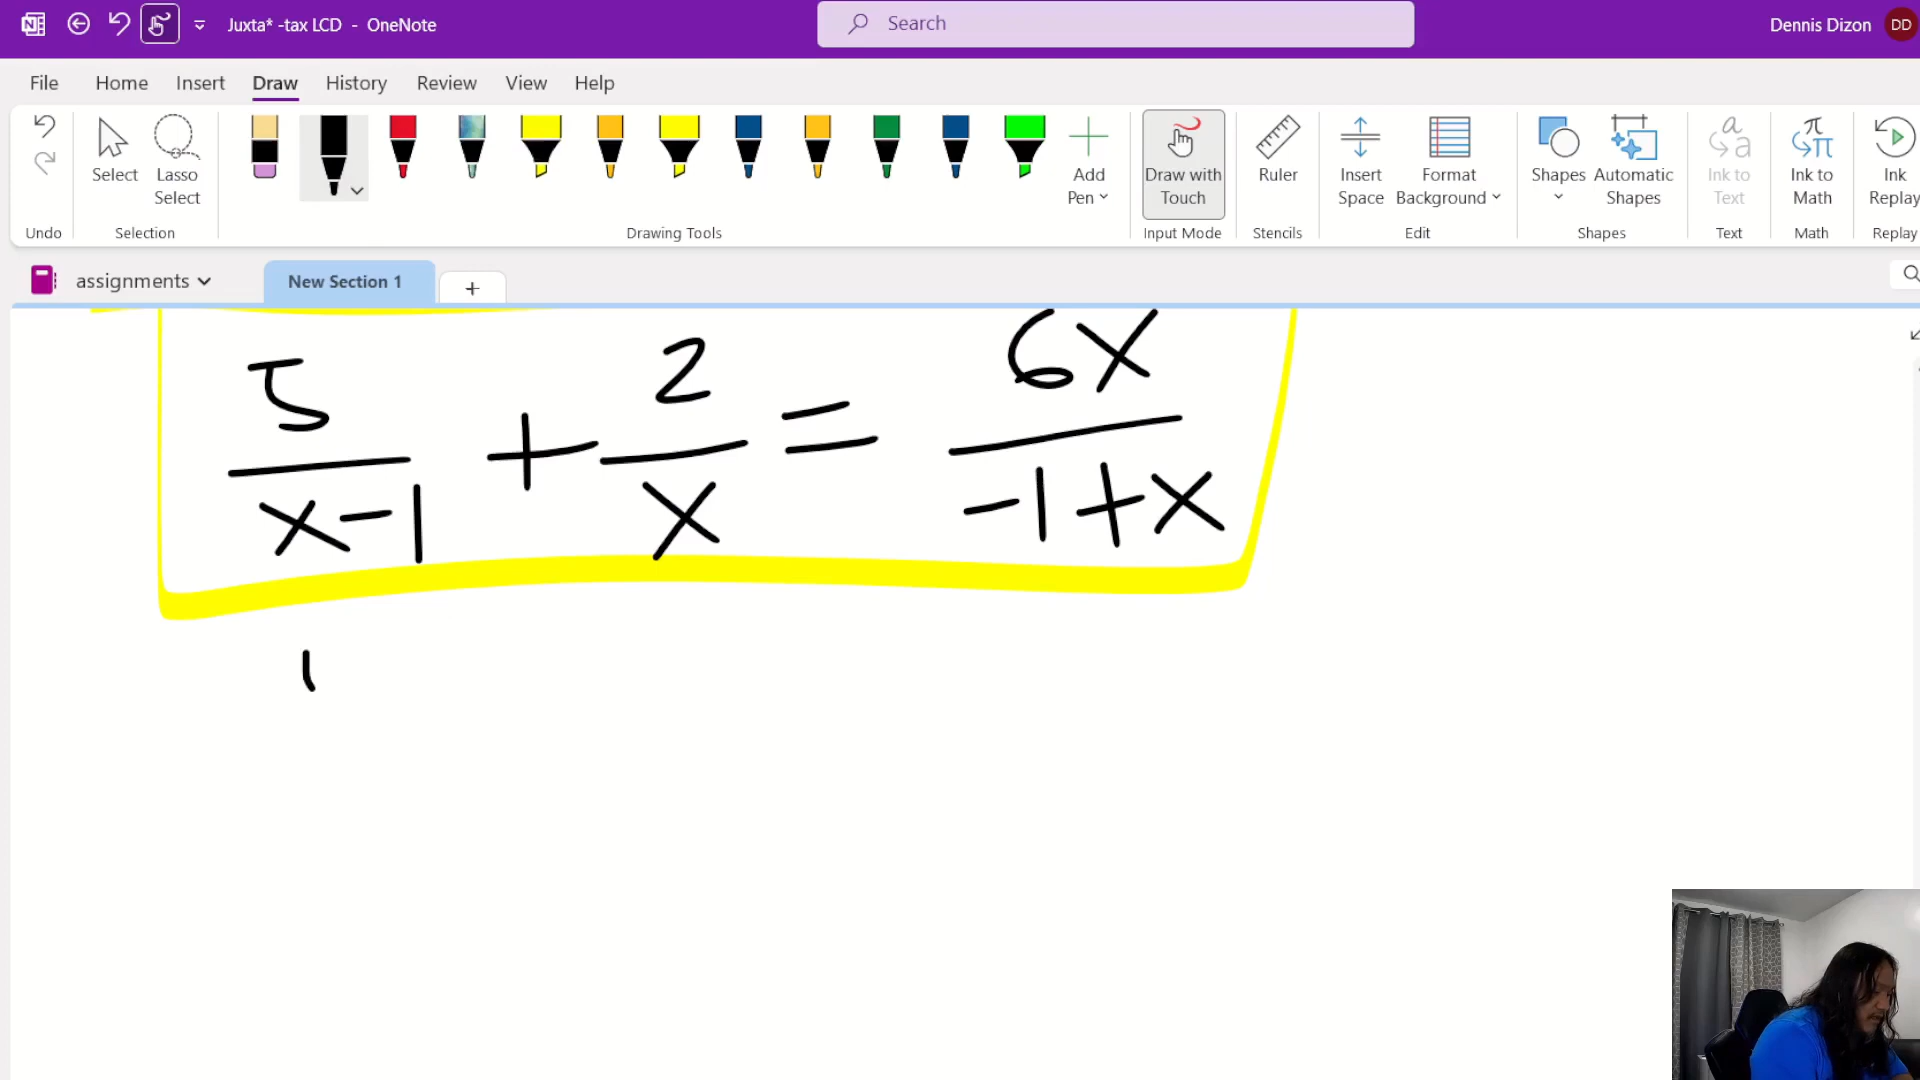 Juxta* -tax LCD - OneNote
Search
Dennis Dizon DD
File Home Insert Draw History Review View Help
Undo
Select
Lasso Select
Selection
Drawing Tools
Add Pen
Draw with Touch
Input Mode
Ruler
Stencils
Insert Space
Format Background
Edit
Shapes
Automatic Shapes
Shapes
Ink to Text
Text
Ink to Math
Math
Ink Replay
Replay
assignments
New Section 1
+
5 2 6x
+ =
x-1 x -1+x